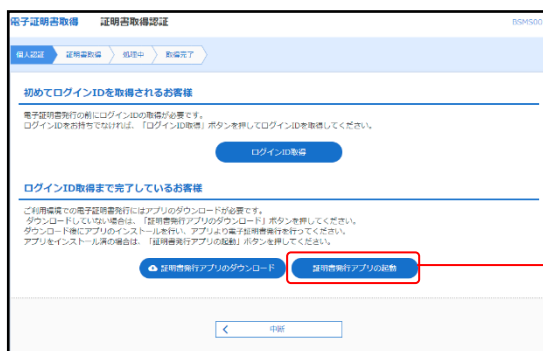 電子証明書取得 証明書取得認証
BSMS001
個人認証 証明書取得 処理中 取得完了
初めてログインIDを取得されるお客様
電子証明書発行の前にログインIDの取得が必要です。
ログインIDをお持ちでなければ、「ログインID取得」ボタンを押してログインIDを取得してください。
ログインID取得
ログインID取得まで完了しているお客様
ご利用環境での電子証明書発行にはアプリのダウンロードが必要です。
ダウンロードしていない場合は、「証明書発行アプリのダウンロード」ボタンを押してください。
ダウンロード後にアプリのインストールを行い、アプリより電子証明書発行を行ってください。
アプリをインストール済の場合は、「証明書発行アプリの起動」ボタンを押してください。
証明書発行アプリのダウンロード 証明書発行アプリの起動
中断